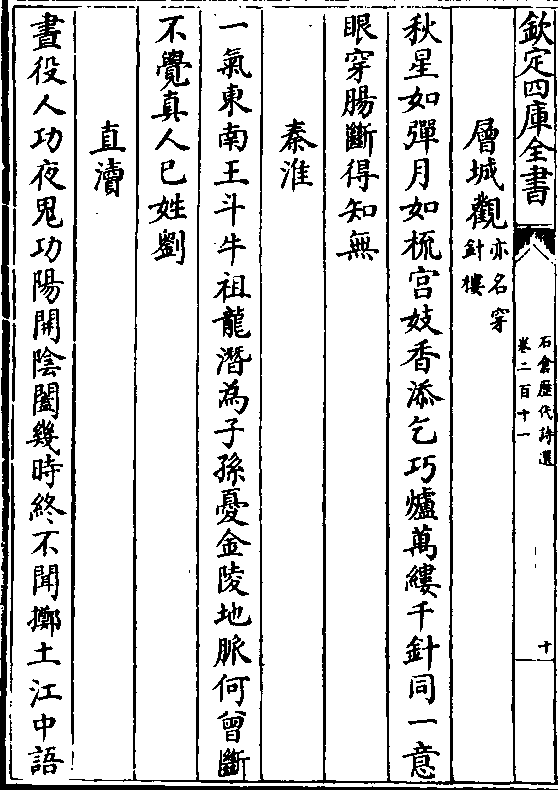 欽定四庫全書
石倉歷代詩選
卷二百十一
十
層城觀亦名穿針樓
秋星如彈月如梳宮妓香添乞巧爐萬縷千針同一意
眼穿腸斷得知無
秦淮
一氣東南王斗牛祖龍潛為子孫憂金陵地脈何曾斷
不覺真人已姓劉
直瀆
晝役人功夜鬼功陽開陰闔幾時終不聞擲土江中語